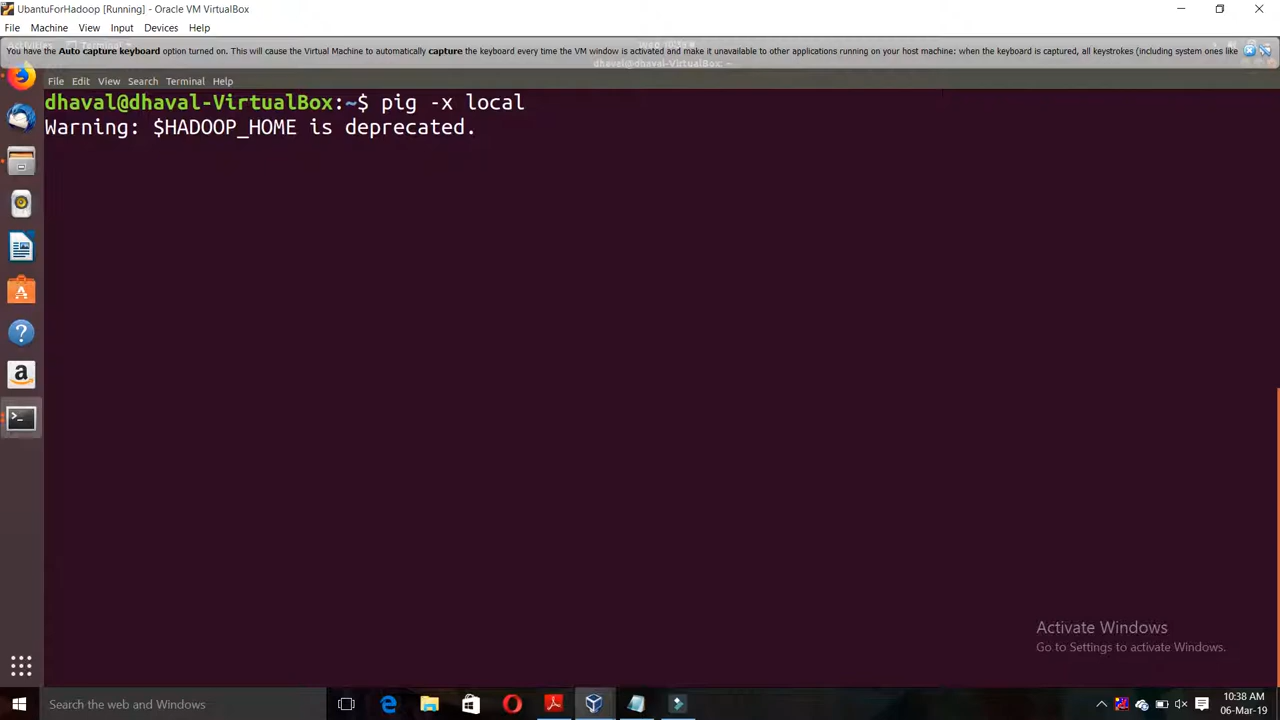 UbantuForHadoop [Running] - Oracle VM VirtualBox
File Machine View Input Devices Help
You have the Auto capture keyboard option turned on. This will cause the Virtual Machine to automatically capture the keyboard every time the VM window is activated and make it unavailable to other applications running on your host machine: when the keyboard is captured, all keystrokes (including system ones like
dhaval@dhaval-VirtualBox: ~
File Edit View Search Terminal Help
dhaval@dhaval-VirtualBox:~$ pig -x local
Warning: $HADOOP_HOME is deprecated.
Activate Windows
Go to Settings to activate Windows.
Search the web and Windows
10:38 AM
06-Mar-19